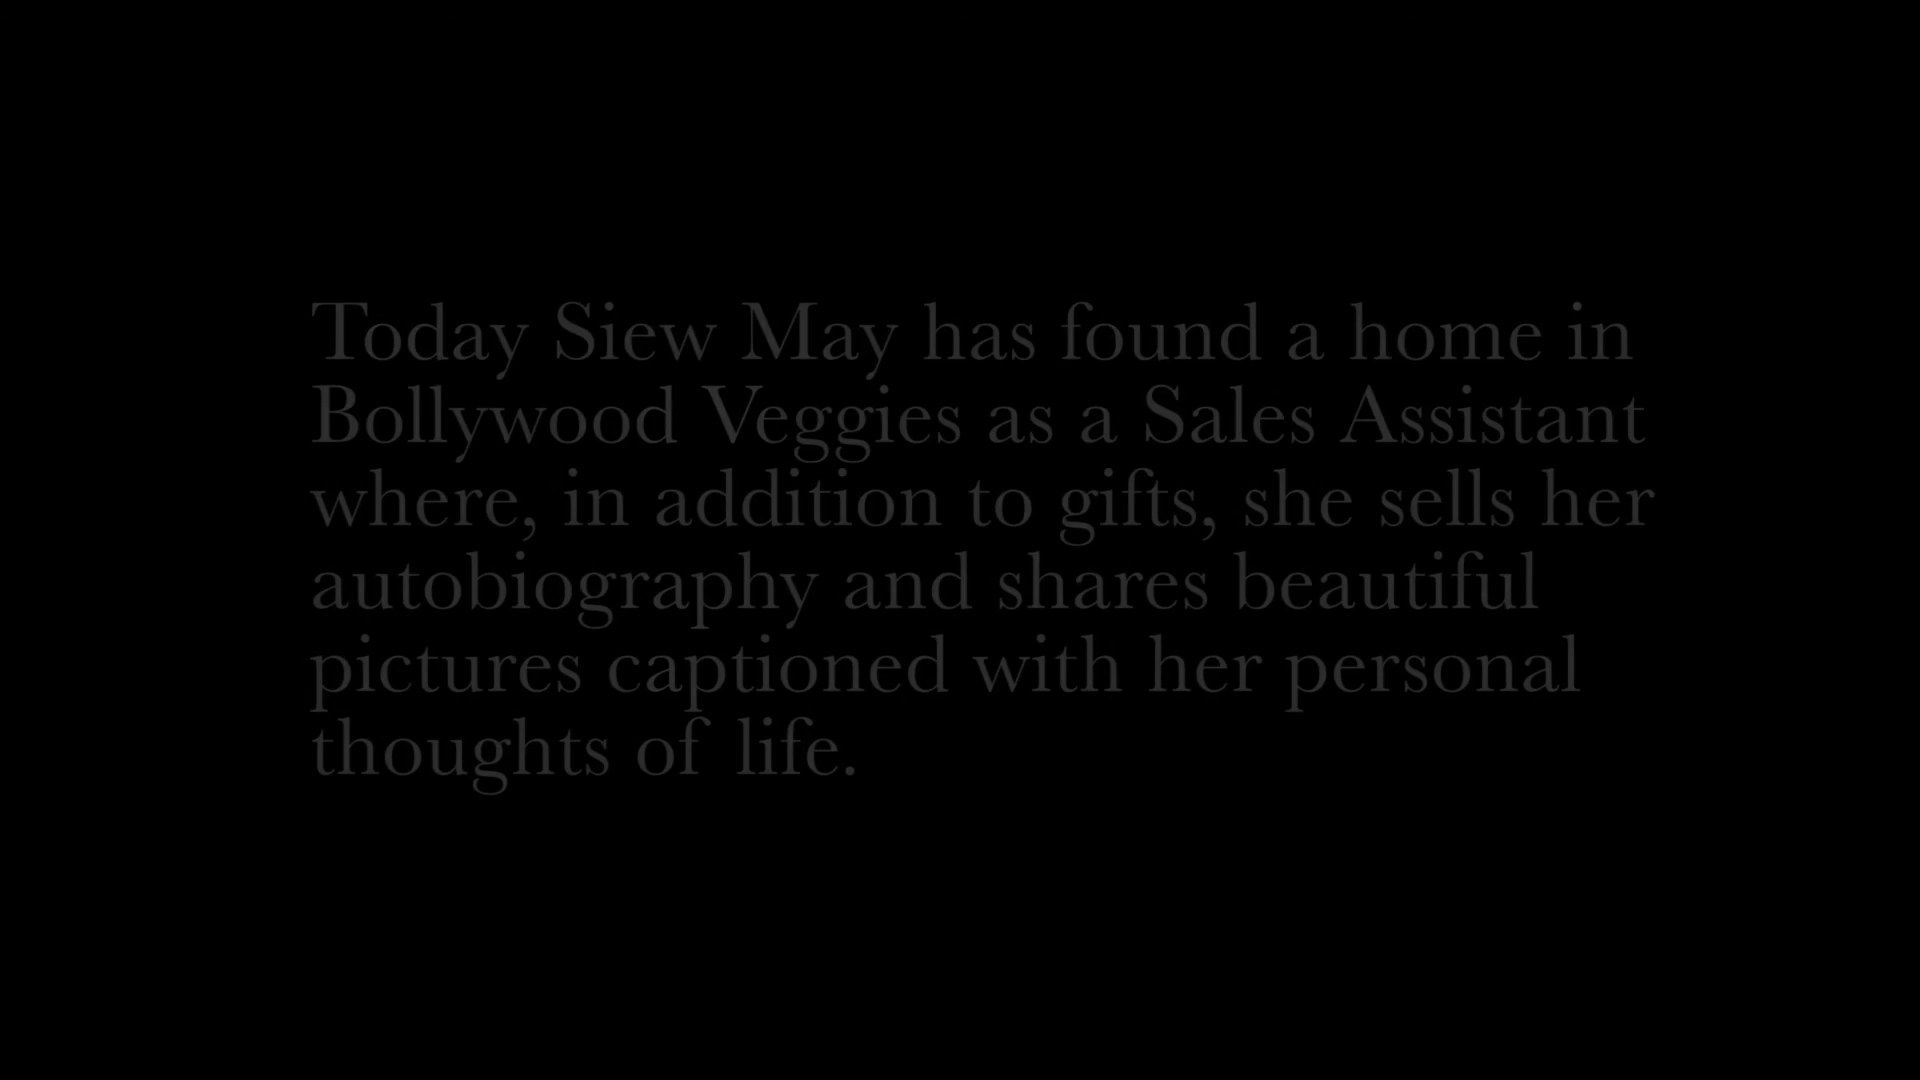 Today Siew May has found a home in
Bollywood Veggies as a Sales Assistant
where, in addition to gifts, she sells her
autobiography and shares beautiful
pictures captioned with her personal
thoughts of life.